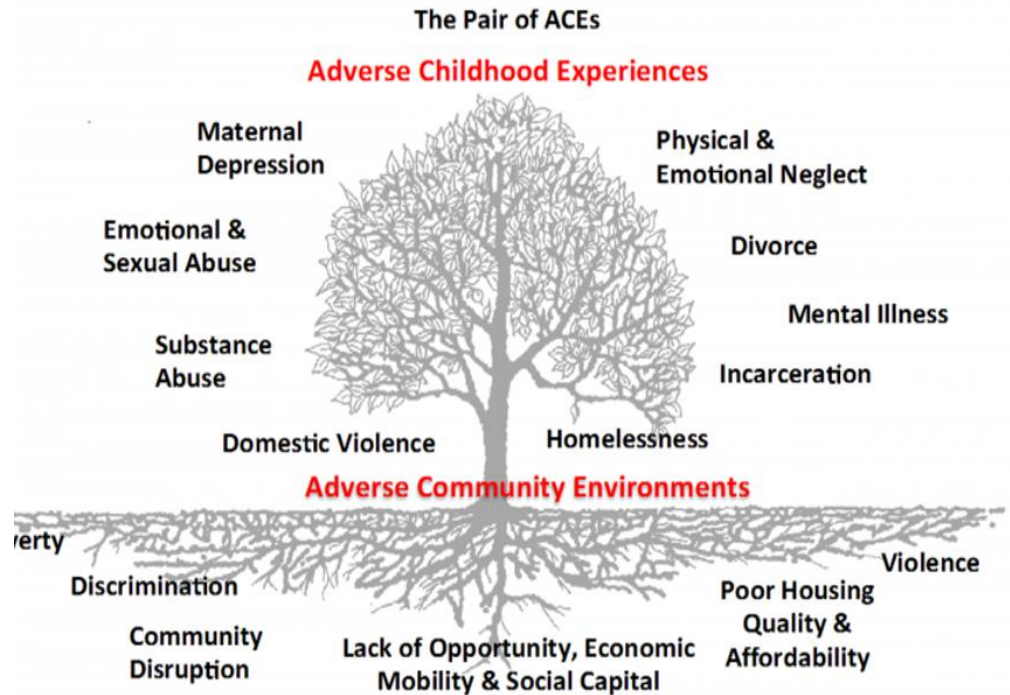 The Pair of ACEs
Adverse Childhood Experiences
Maternal
Depression
Physical &
Emotional Neglect
Emotional &
Sexual Abuse
Divorce
Mental Illness
Substance
Abuse
Incarceration
Domestic Violence
Homelessness
Adverse Community Environments
verty
Violence
Discrimination
Poor Housing
Quality &
Affordability
Community
Disruption
Lack of Opportunity, Economic
Mobility & Social Capital